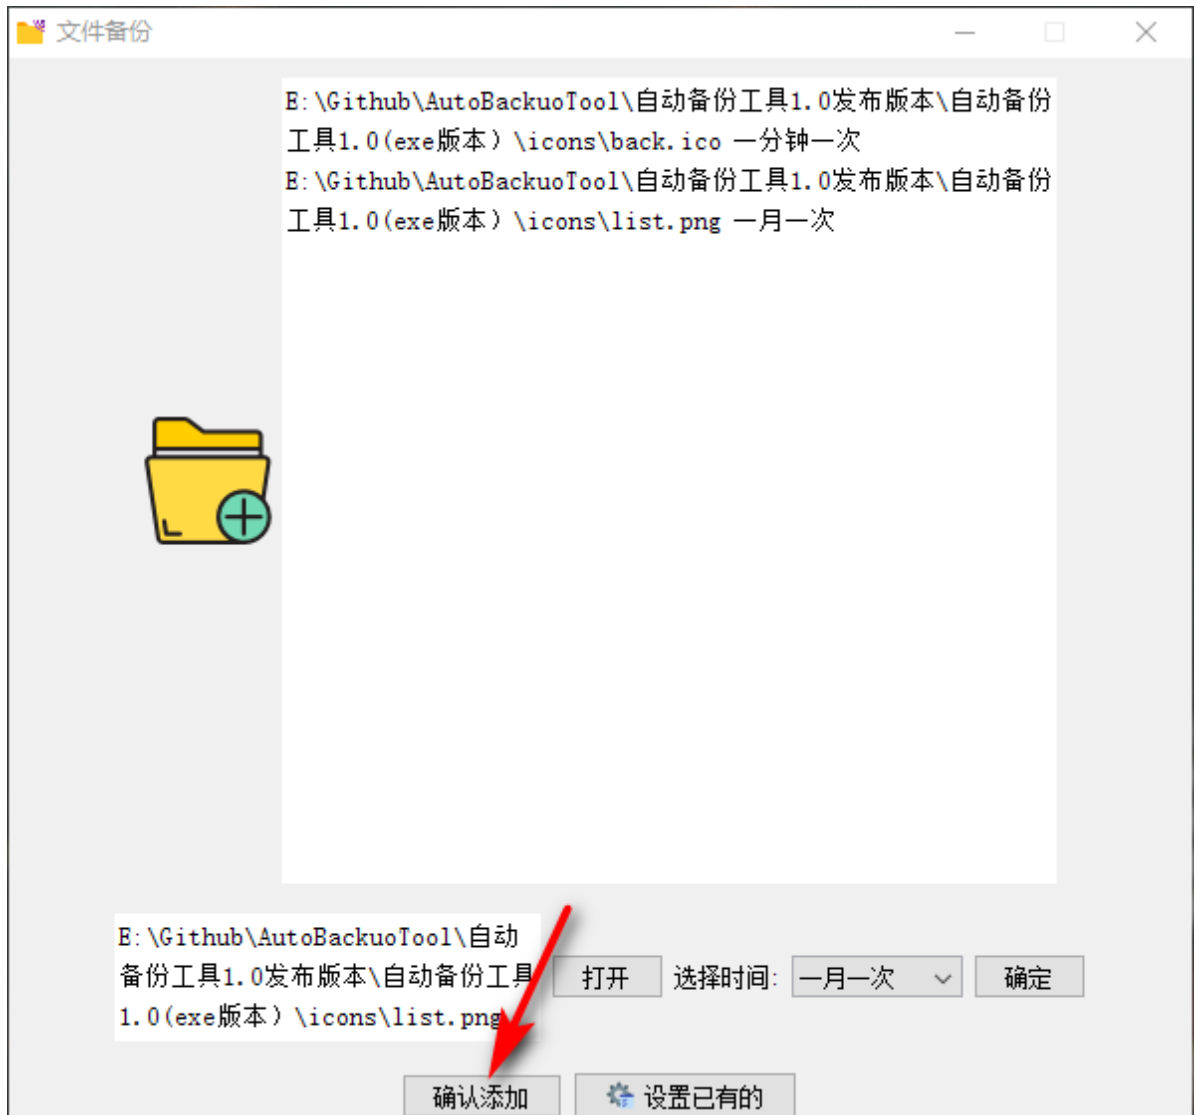 文件备份
E:\Github\AutoBackuoTool\自动备份工具1.0发布版本\自动备份
工具1.0(exe版本）\icons\back.ico 一分钟一次
E:\Github\AutoBackuoTool\自动备份工具1.0发布版本\自动备份
工具1.0(exe版本）\icons\list.png 一月一次
E:\Github\AutoBackuoTool\自动
备份工具1.0发布版本\自动备份工具
1.0(exe版本）\icons\list.png
打开 选择时间: 一月一次 确定
确认添加 设置已有的